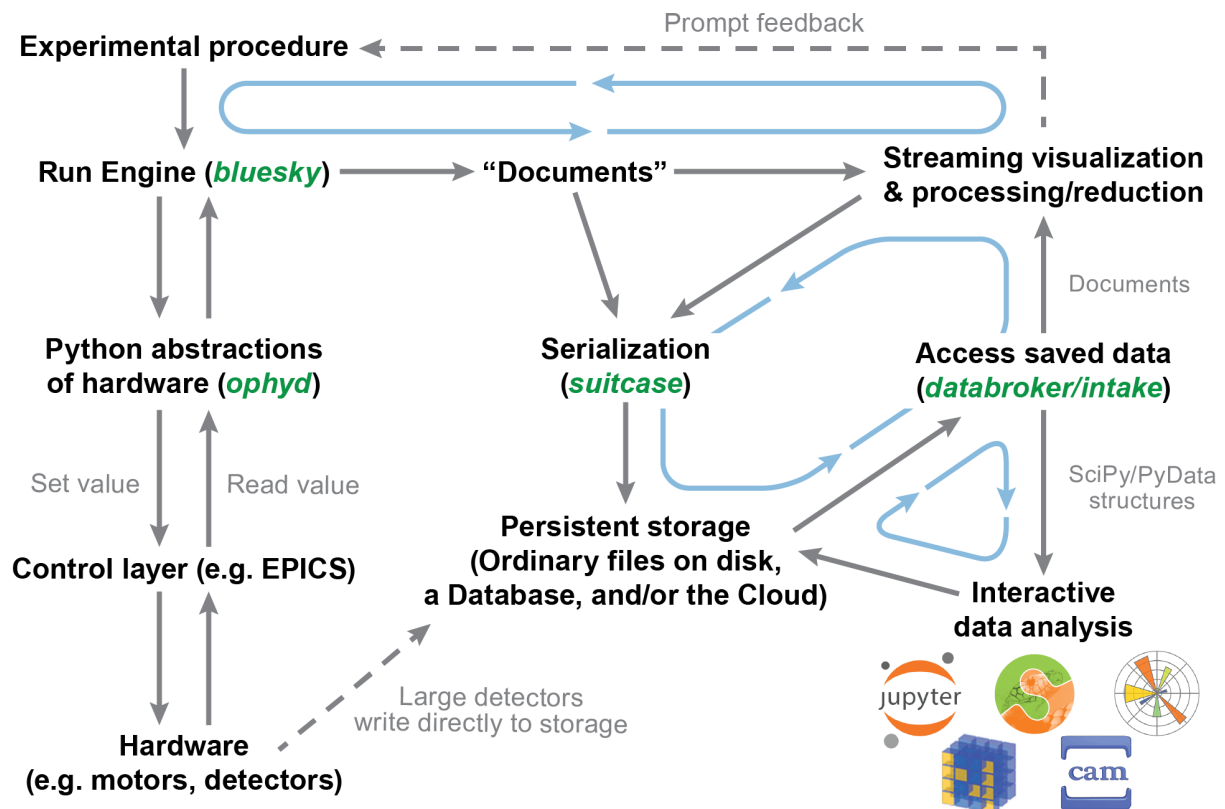 Prompt feedback
Experimental procedure
Run Engine (bluesky)
“Documents”
Streaming visualization
& processing/reduction
Documents
Python abstractions
of hardware (ophyd)
Serialization
(suitcase)
Access saved data
(databroker/intake)
Set value
Read value
SciPy/PyData
structures
Control layer (e.g. EPICS)
Persistent storage
(Ordinary files on disk,
a Database, and/or the Cloud)
Interactive
data analysis
Large detectors
write directly to storage
Hardware
(e.g. motors, detectors)
jupyter
cam